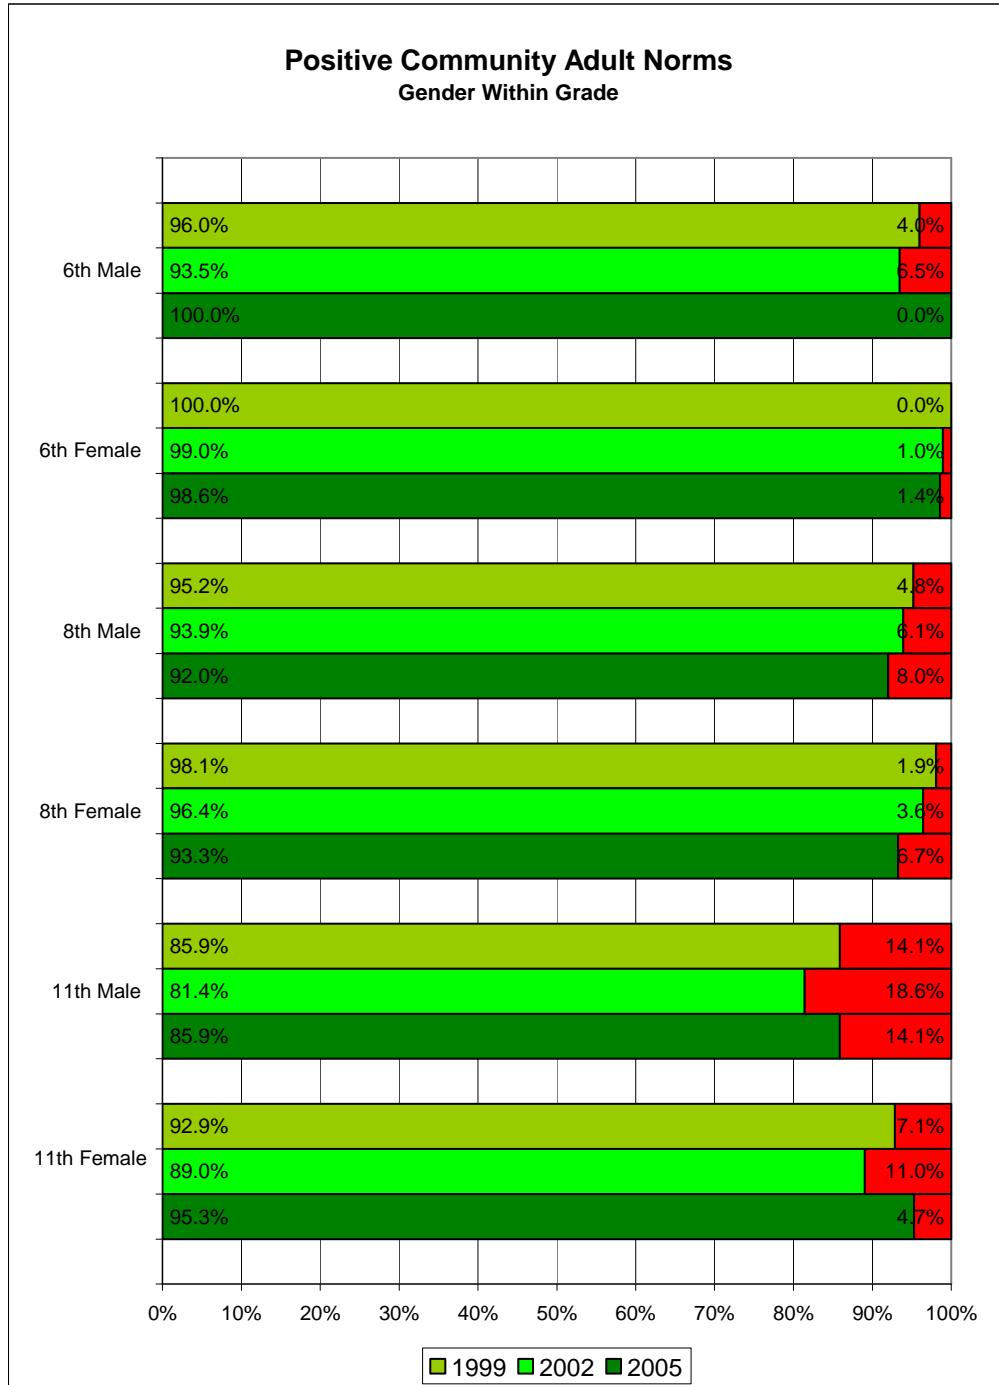 Positive Community Adult Norms
Gender Within Grade
96.0% 4.0%
6th Male 93.5% 6.5%
100.0% 0.0%
100.0% 0.0%
6th Female 99.0% 1.0%
98.6% 1.4%
95.2% 4.8%
8th Male 93.9% 6.1%
92.0% 8.0%
98.1% 1.9%
8th Female 96.4% 3.6%
93.3% 6.7%
85.9% 14.1%
11th Male 81.4% 18.6%
85.9% 14.1%
92.9% 7.1%
11th Female 89.0% 11.0%
95.3% 4.7%
0% 10% 20% 30% 40% 50% 60% 70% 80% 90% 100%
1999 2002 2005